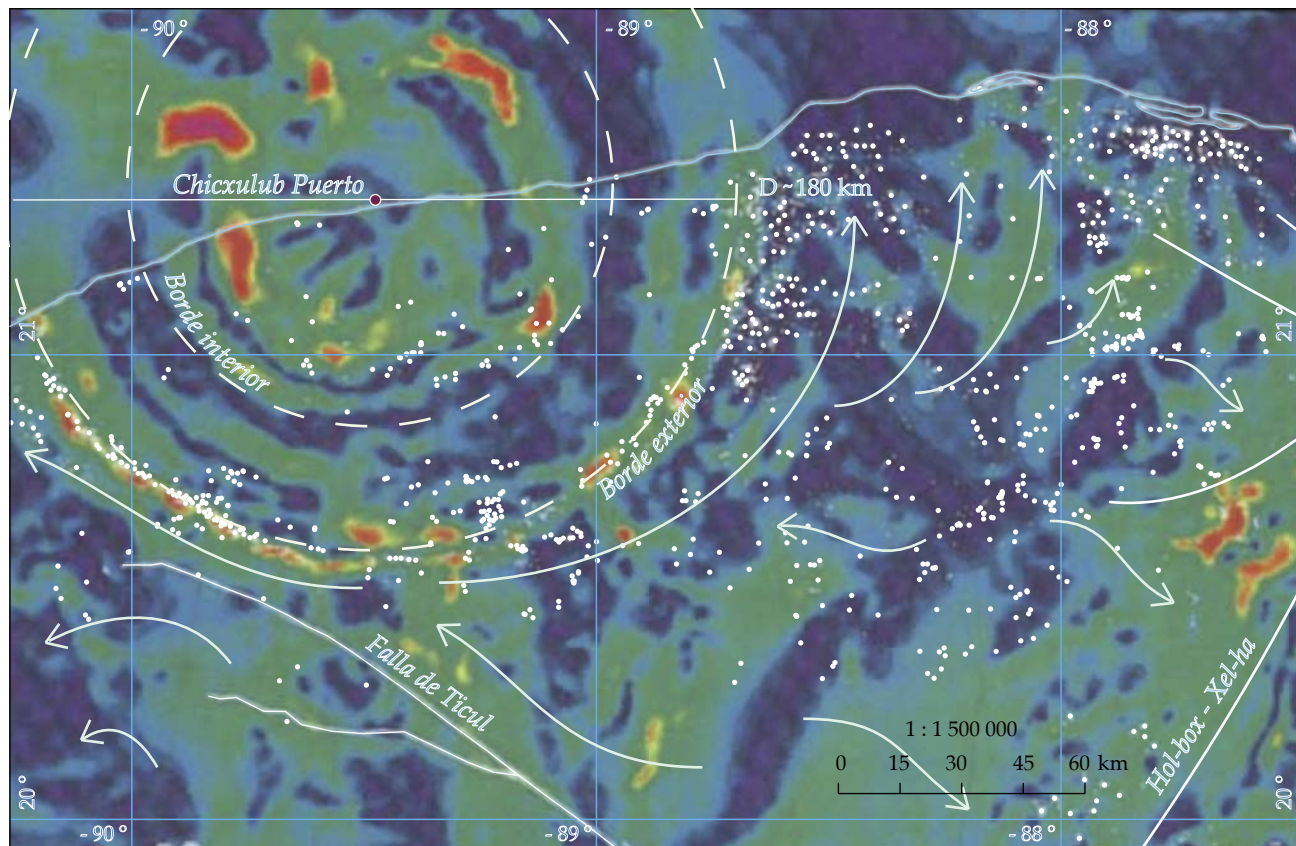 - 90 °
- 89 °
- 88 °
Chicxulub Puerto
D ~180 km
Borde interior
21 °
21 °
Borde exterior
Falla de Ticul
Hol-box - Xel-ha
1 : 1 500 000
0 15 30 45 60 km
20 °
20 °
- 90 °
- 89 °
- 88 °